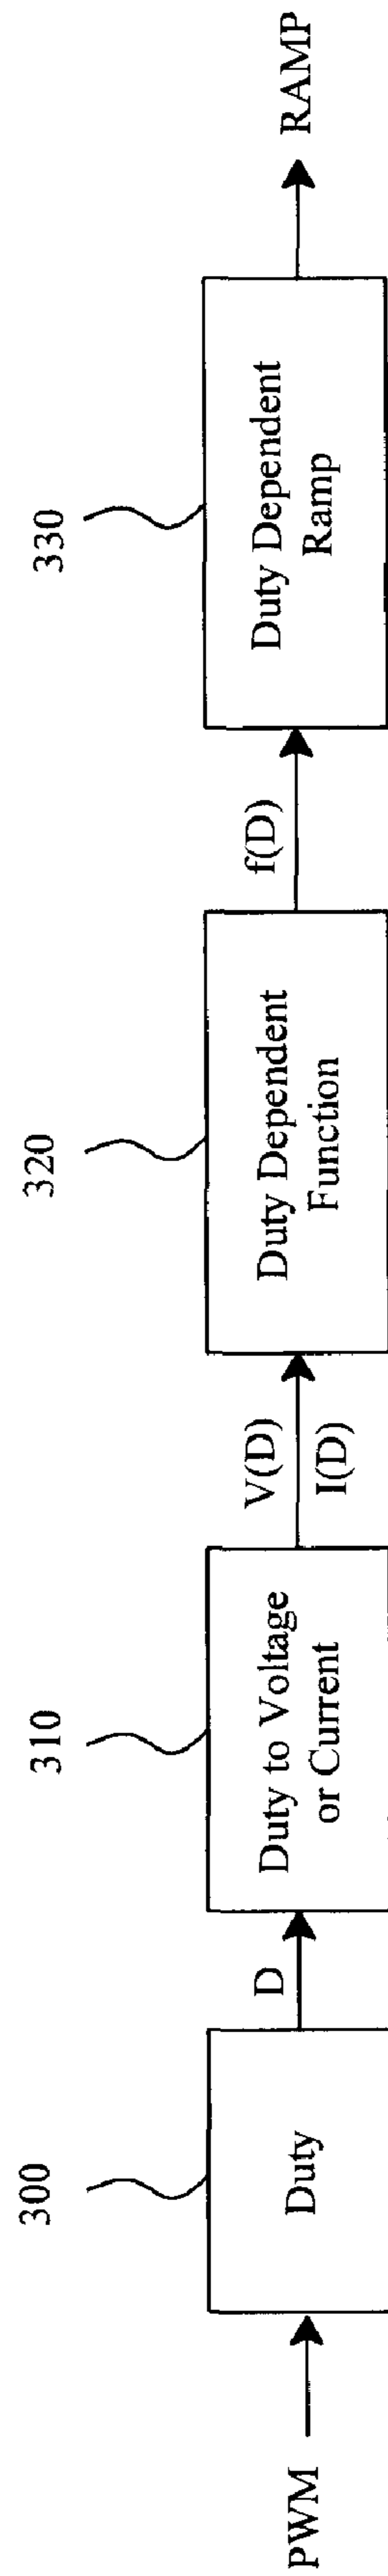 PWM
300
Duty
D
310
Duty to Voltage
or Current
V(D)
I(D)
320
Duty Dependent
Function
f(D)
330
Duty Dependent
Ramp
RAMP